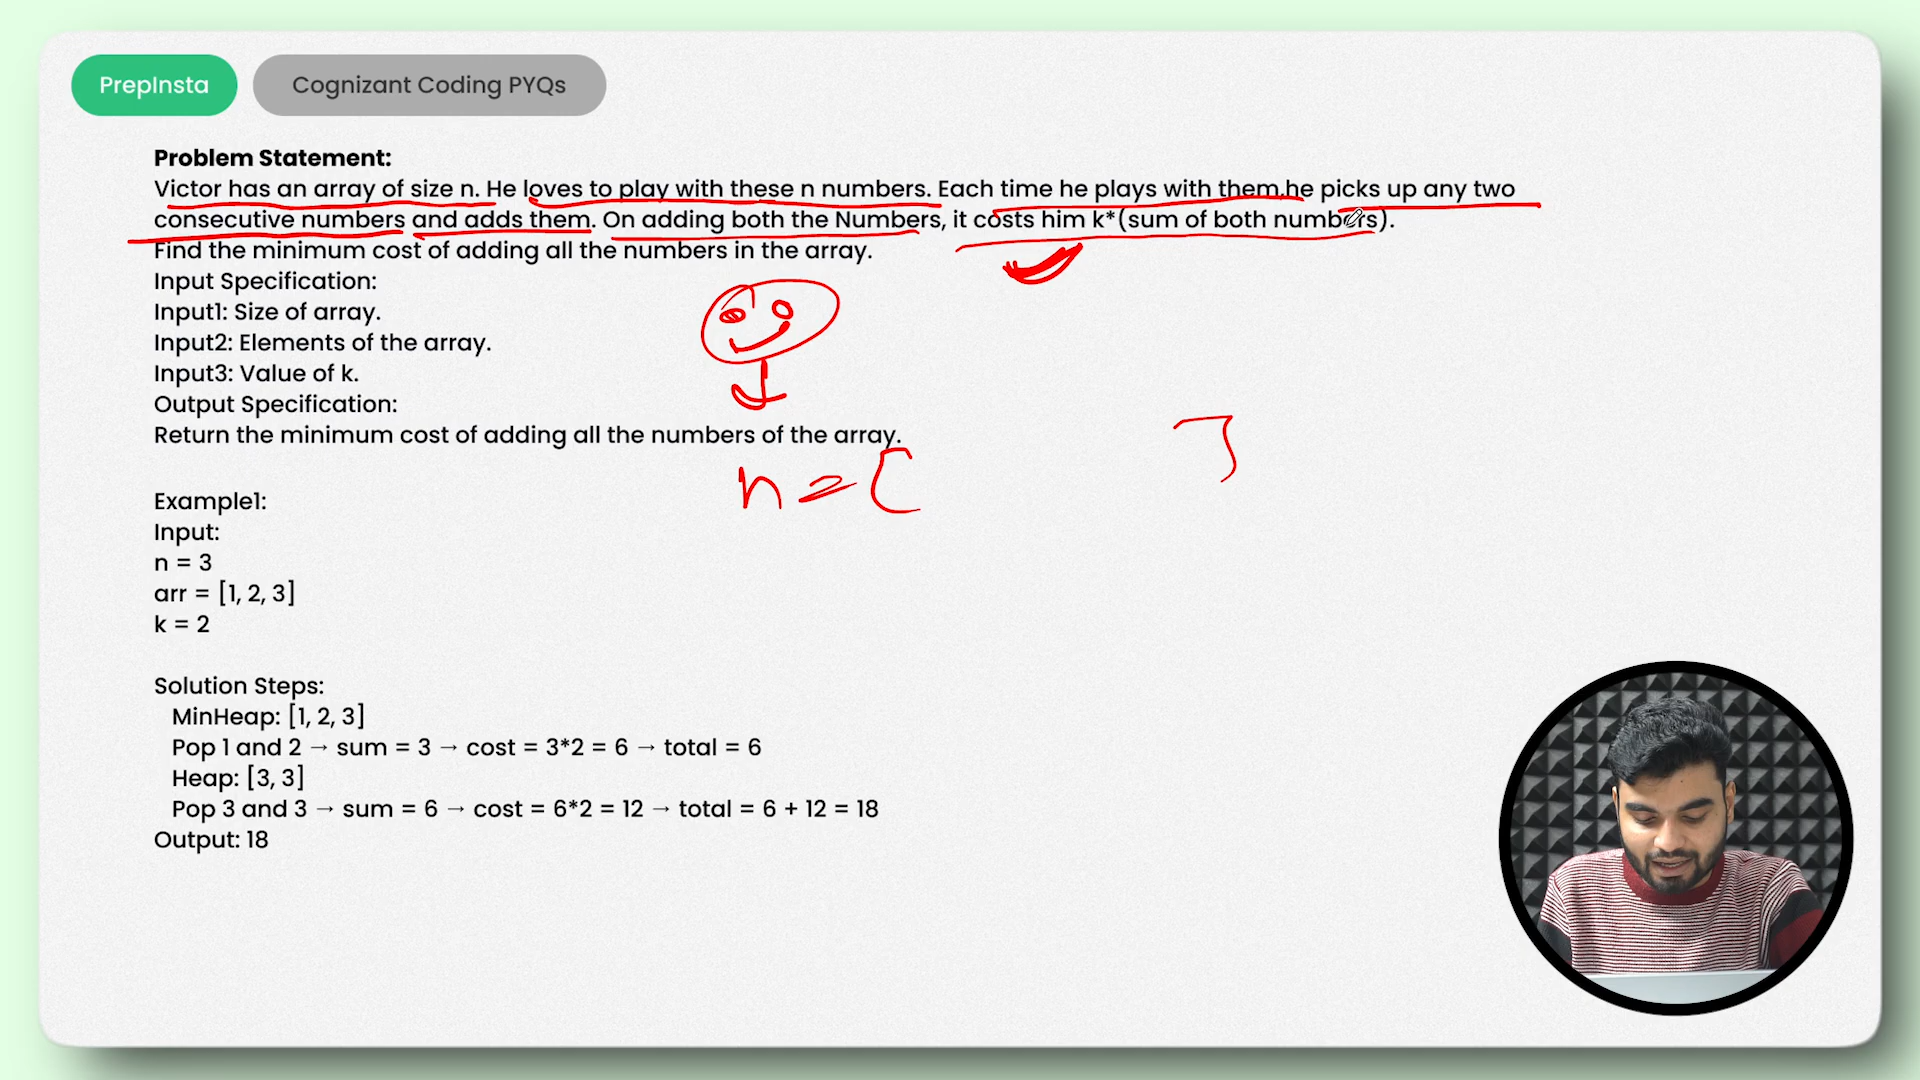 PrepInsta
Cognizant Coding PYQs
Problem Statement:
Victor has an array of size n. He loves to play with these n numbers. Each time he plays with them,he picks up any two
consecutive numbers and adds them. On adding both the Numbers, it costs him k*(sum of both numbers).
Find the minimum cost of adding all the numbers in the array.
Input Specification:
Input1: Size of array.
Input2: Elements of the array.
Input3: Value of k.
Output Specification:
Return the minimum cost of adding all the numbers of the array.
n = [ ]
Example1:
Input:
n = 3
arr = [1, 2, 3]
k = 2
Solution Steps:
MinHeap: [1, 2, 3]
Pop 1 and 2 → sum = 3 → cost = 3*2 = 6 → total = 6
Heap: [3, 3]
Pop 3 and 3 → sum = 6 → cost = 6*2 = 12 → total = 6 + 12 = 18
Output: 18